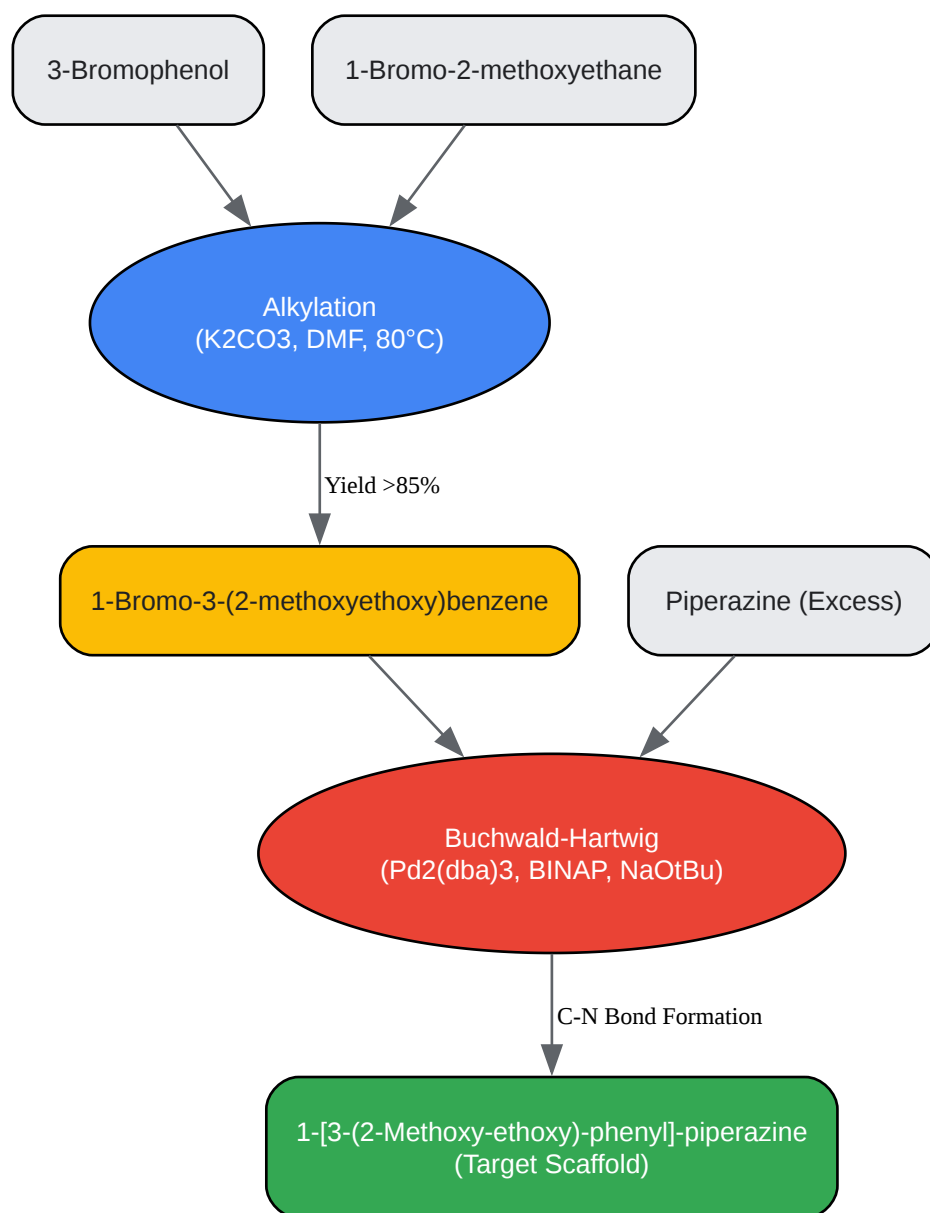 3-Bromophenol
1-Bromo-2-methoxyethane
Alkylation
(K2CO3, DMF, 80°C)
Yield >85%
1-Bromo-3-(2-methoxyethoxy)benzene
Piperazine (Excess)
Buchwald-Hartwig
(Pd2(dba)3, BINAP, NaOtBu)
C-N Bond Formation
1-[3-(2-Methoxy-ethoxy)-phenyl]-piperazine
(Target Scaffold)